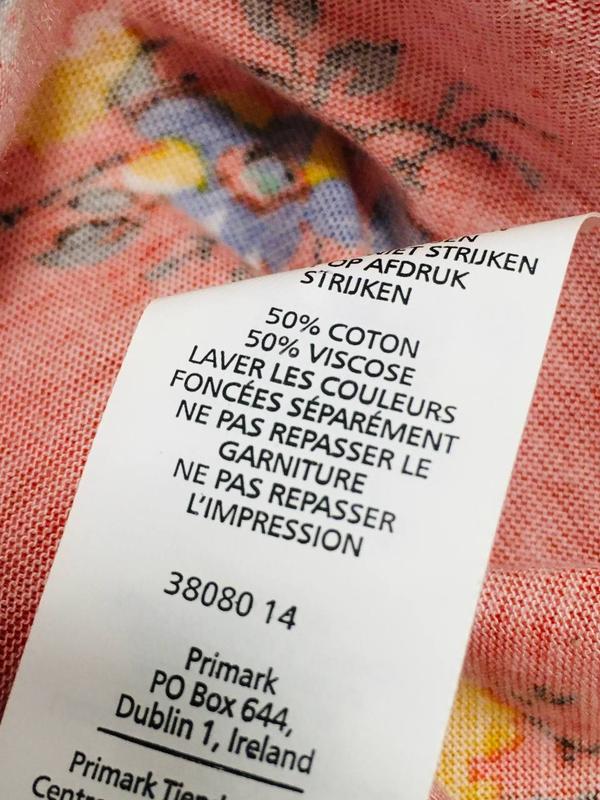 STRIJKEN
OP AFDRUK
STRIJKEN
50% COTON
50% VISCOSE
LAVER LES COULEURS
FONCÉES SÉPARÉMENT
NE PAS REPASSER LE
GARNITURE
NE PAS REPASSER
L'IMPRESSION
38080 14
Primark
PO Box 644,
Dublin 1, Ireland
Primark